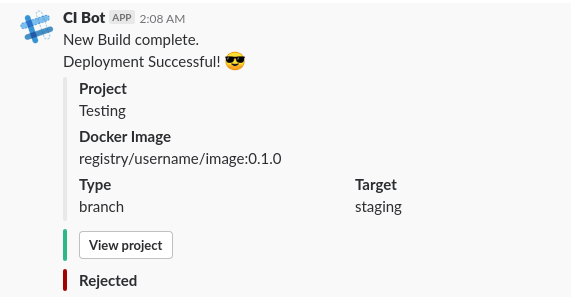 CI Bot APP 2:08 AM
New Build complete.
Deployment Successful! 😎
Project
Testing
Docker Image
registry/username/image:0.1.0
Type Target
branch staging
View project
Rejected